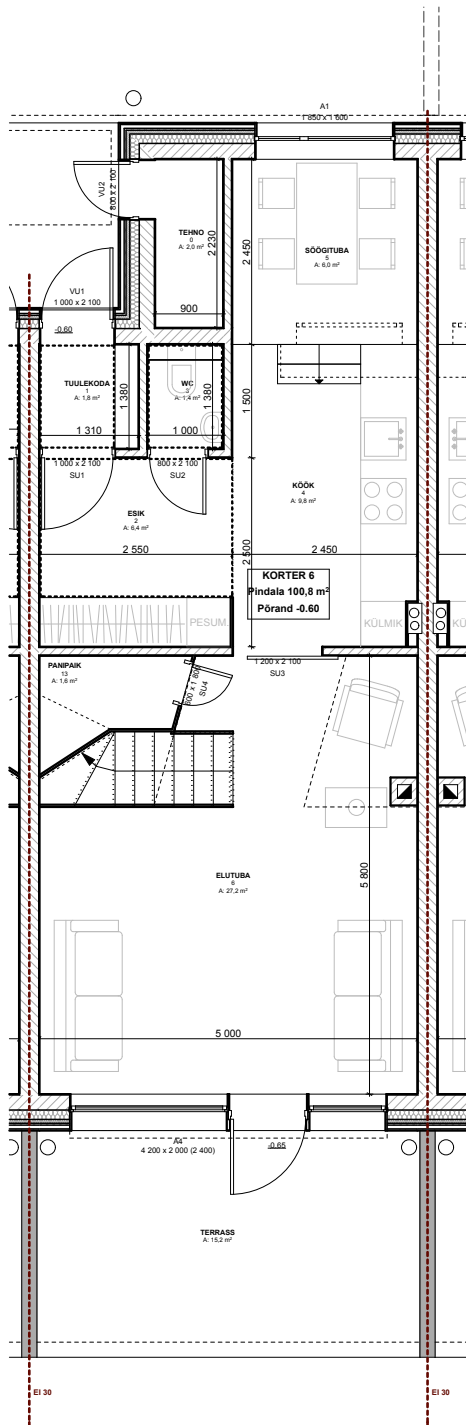 A1
1 850 x 1 600
VU2
800 x 2 100
TEHNO
0
A: 2,0 m²
2 230
900
2 450
SÖÖGITUBA
5
A: 6,0 m²
VU1
1 000 x 2 100
-0.60
TUULEKODA
1
A: 1,8 m²
1 380
1 310
WC
3
A: 1,4 m²
1 380
1 000
1 500
1 000 x 2 100
SU1
800 x 2 100
SU2
KÖÖK
4
A: 9,8 m²
ESIK
2
A: 6,4 m²
2 550
2 500
2 450
KORTER 6
Pindala 100,8 m²
Põrand -0.60
PESUM.
KÜLMIK
KÜ
PANIPAIK
13
A: 1,6 m²
600 x 1 800
SU4
1 200 x 2 100
SU3
ELUTUBA
6
A: 27,2 m²
5 800
5 000
A4
4 200 x 2 000 (2 400)
-0.65
TERRASS
A: 15,2 m²
EI 30
EI 30